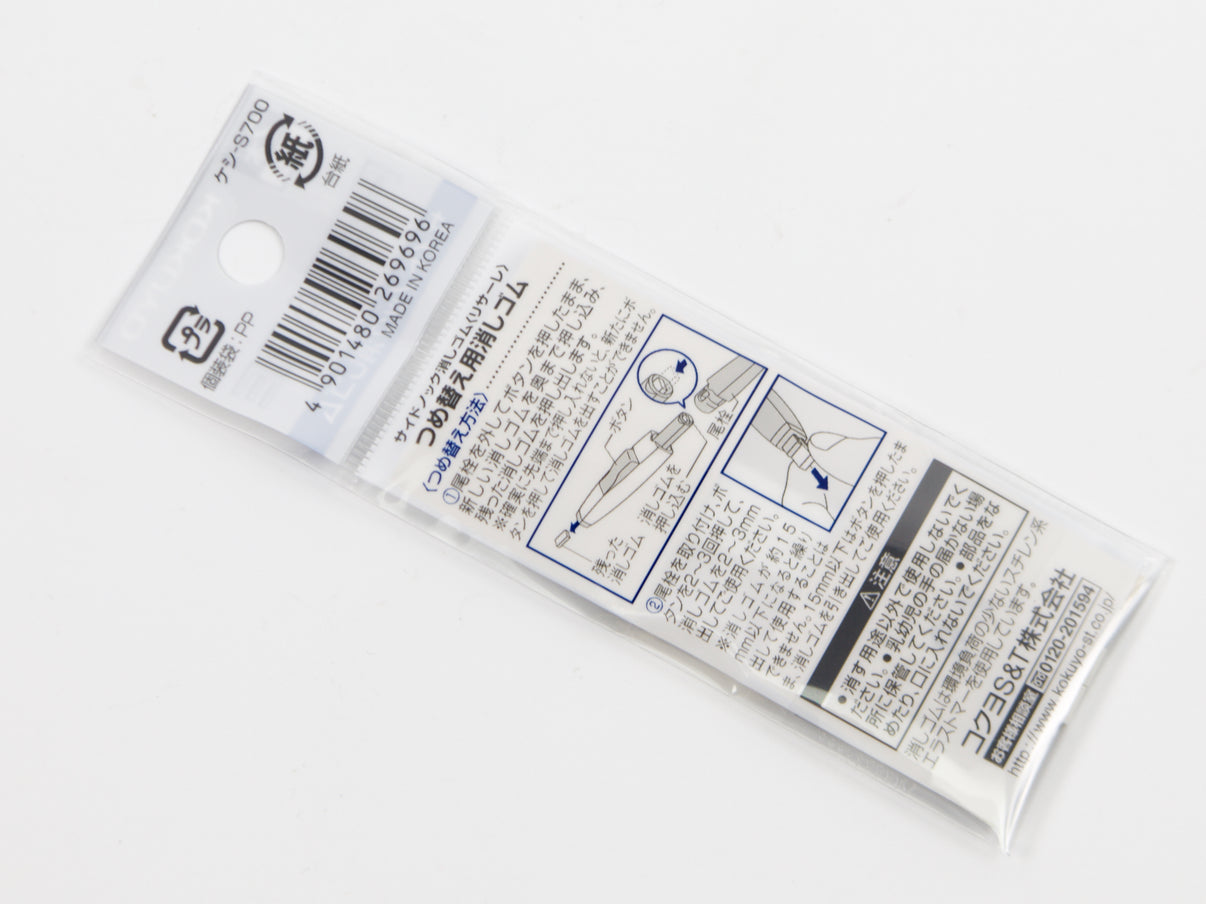 ケシ-S700
紙
台紙
プラ
個装袋:PP
4 901480 269696
MADE IN KOREA
サイドノック消しゴム〈リサーレ〉
つめ替え用消しゴム
〈つめ替え方法〉
①尾栓を外してボタンを押したまま、
新しい消しゴムを奥まで押し込み、
残った消しゴムを押し出します。
※確実に先端まで押し入れないと、新たにボ
タンを押して消しゴムを出すことができません。
ボタン
尾栓
消しゴムを
押し込む
残った
消しゴム
②尾栓を取り付け、ボ
タンを2~3回押して、
消しゴムを2~3mm
出してご使用ください。
※消しゴムが約15
mm以下になると繰り
出して使用することは
できません。15mm以下はボタンを押したま
ま、消しゴムを引き出してご使用ください。
⚠注意
●消す用途以外で使用しないでく
ださい。●乳幼児の手の届かない場
所に保管してください。●部品をな
めたり、口に入れないでください。
消しゴムは環境負荷の少ないスチレン系
エラストマーを使用しています。
コクヨS&T株式会社
お客様相談室 0120-201594
http://www.kokuyo-st.co.jp/